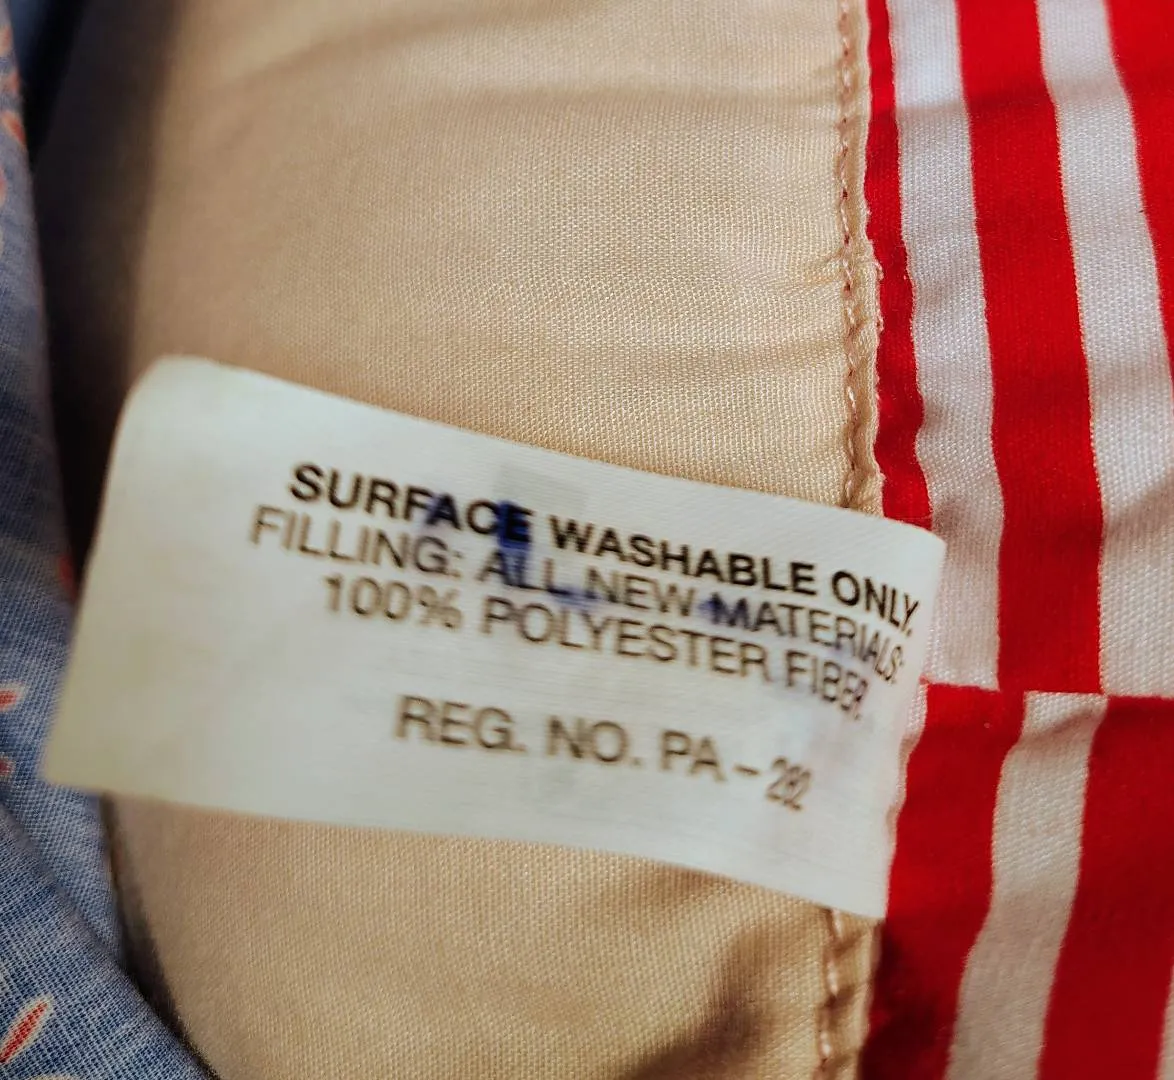 SURFACE WASHABLE ONLY.
FILLING: ALL NEW MATERIALS:
100% POLYESTER FIBER.
REG. NO. PA - 282